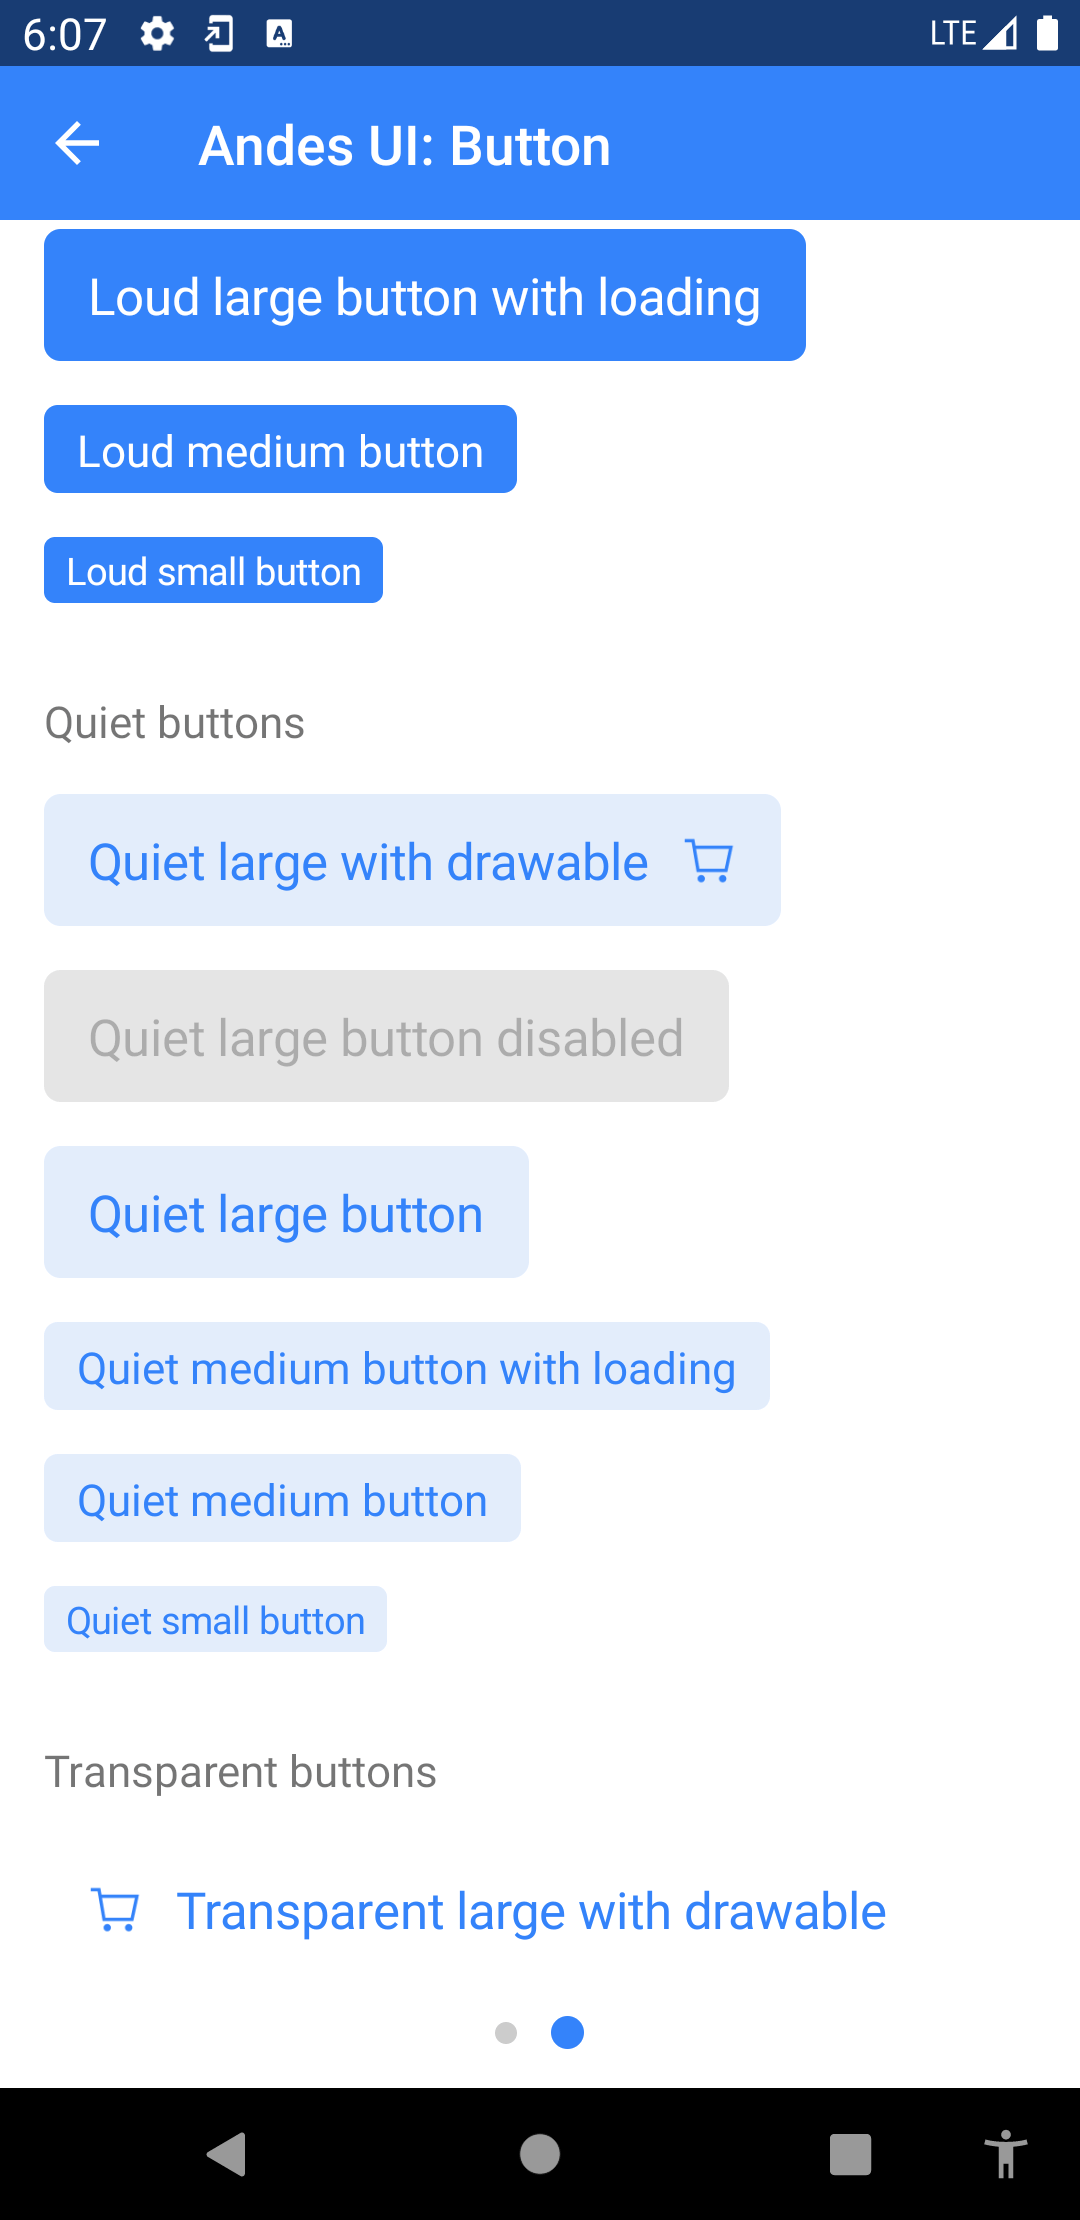 6:07
LTE
Andes UI: Button
Loud large button with loading
Loud medium button
Loud small button
Quiet buttons
Quiet large with drawable
Quiet large button disabled
Quiet large button
Quiet medium button with loading
Quiet medium button
Quiet small button
Transparent buttons
Transparent large with drawable